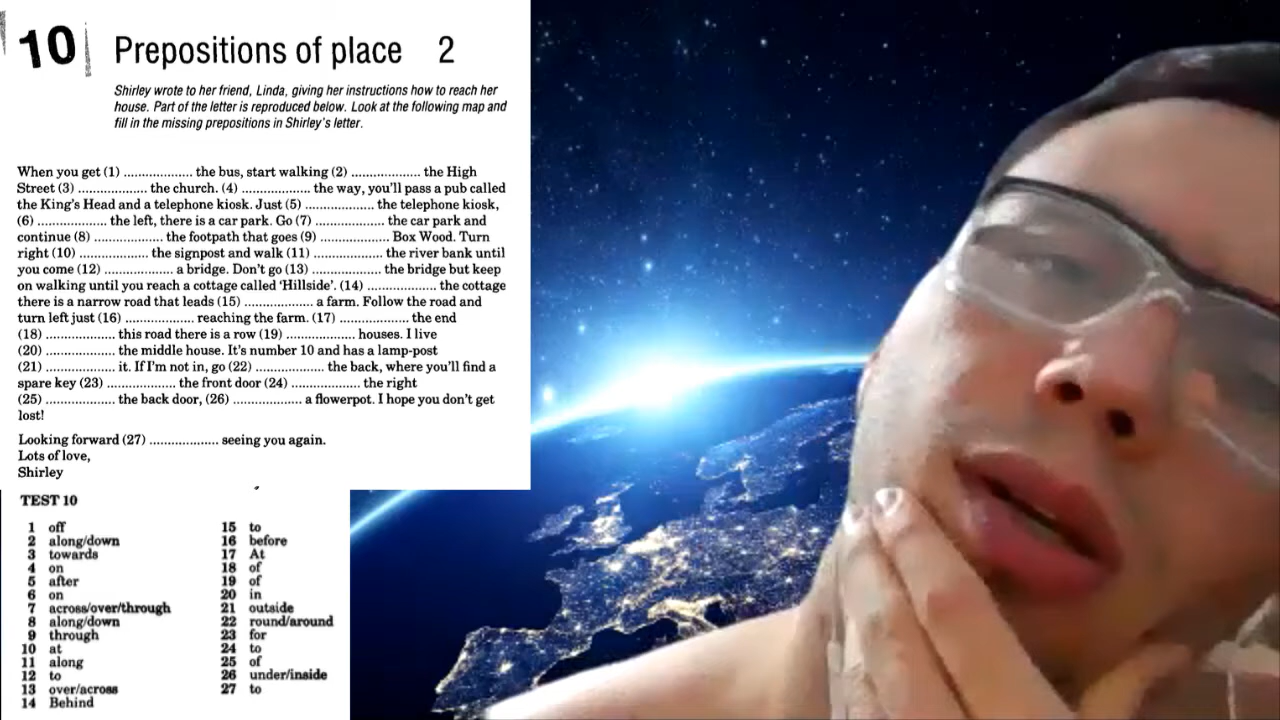 10 Prepositions of place 2
Shirley wrote to her friend, Linda, giving her instructions how to reach her
house. Part of the letter is reproduced below. Look at the following map and
fill in the missing prepositions in Shirley's letter.
When you get (1) ................... the bus, start walking (2) ................... the High
Street (3) ................... the church. (4) ................... the way, you'll pass a pub called
the King's Head and a telephone kiosk. Just (5) ................... the telephone kiosk,
(6) ................... the left, there is a car park. Go (7) ................... the car park and
continue (8) ................... the footpath that goes (9) ................... Box Wood. Turn
right (10) ................... the signpost and walk (11) ................... the river bank until
you come (12) ................... a bridge. Don't go (13) ................... the bridge but keep
on walking until you reach a cottage called 'Hillside'. (14) ................... the cottage
there is a narrow road that leads (15) ................... a farm. Follow the road and
turn left just (16) ................... reaching the farm. (17) ................... the end
(18) ................... this road there is a row (19) ................... houses. I live
(20) ................... the middle house. It's number 10 and has a lamp-post
(21) ................... it. If I'm not in, go (22) ................... the back, where you'll find a
spare key (23) ................... the front door (24) ................... the right
(25) ................... the back door, (26) ................... a flowerpot. I hope you don't get
lost!
Looking forward (27) ................... seeing you again.
Lots of love,
Shirley
TEST 10
1 off
2 along/down
3 towards
4 on
5 after
6 on
7 across/over/through
8 along/down
9 through
10 at
11 along
12 to
13 over/across
14 Behind
15 to
16 before
17 At
18 of
19 of
20 in
21 outside
22 round/around
23 for
24 to
25 of
26 under/inside
27 to